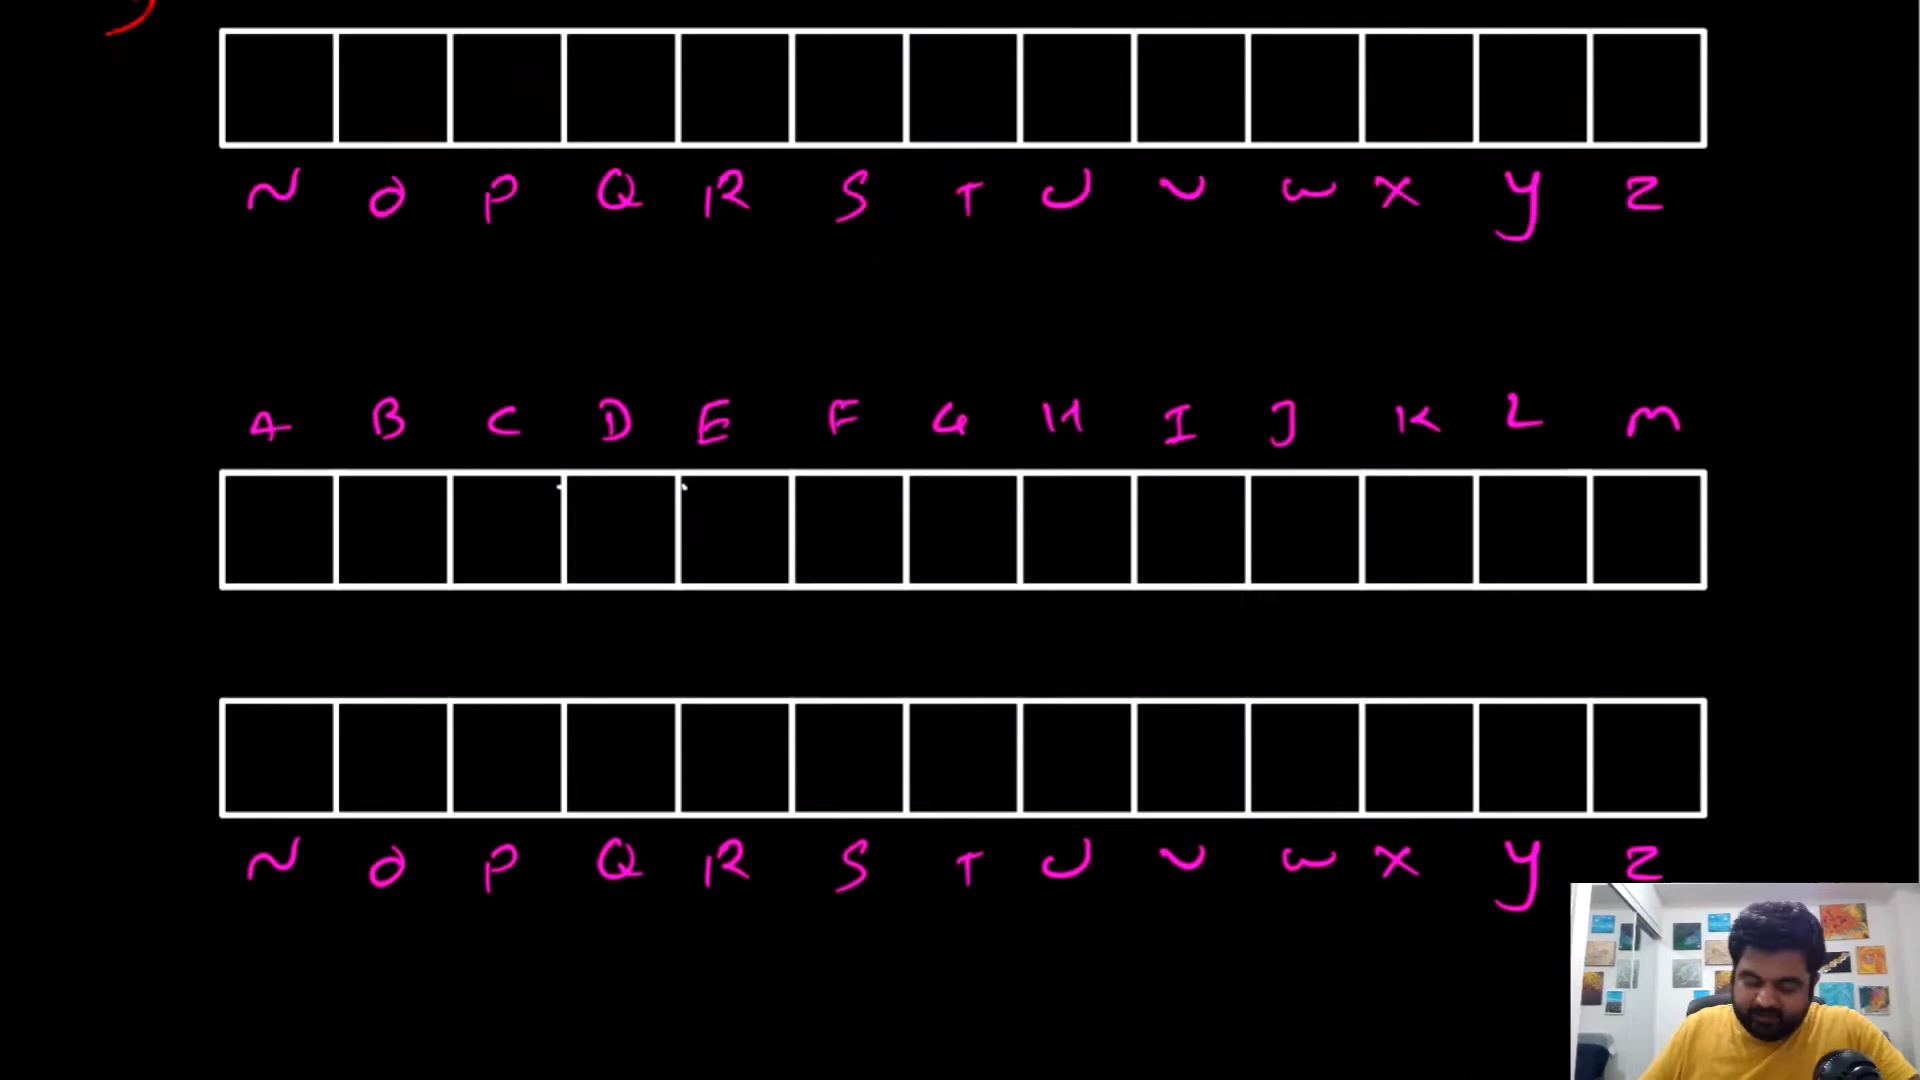 N O P Q R S T U V W X Y Z
A B C D E F G H I J K L M
N O P Q R S T U V W X Y Z